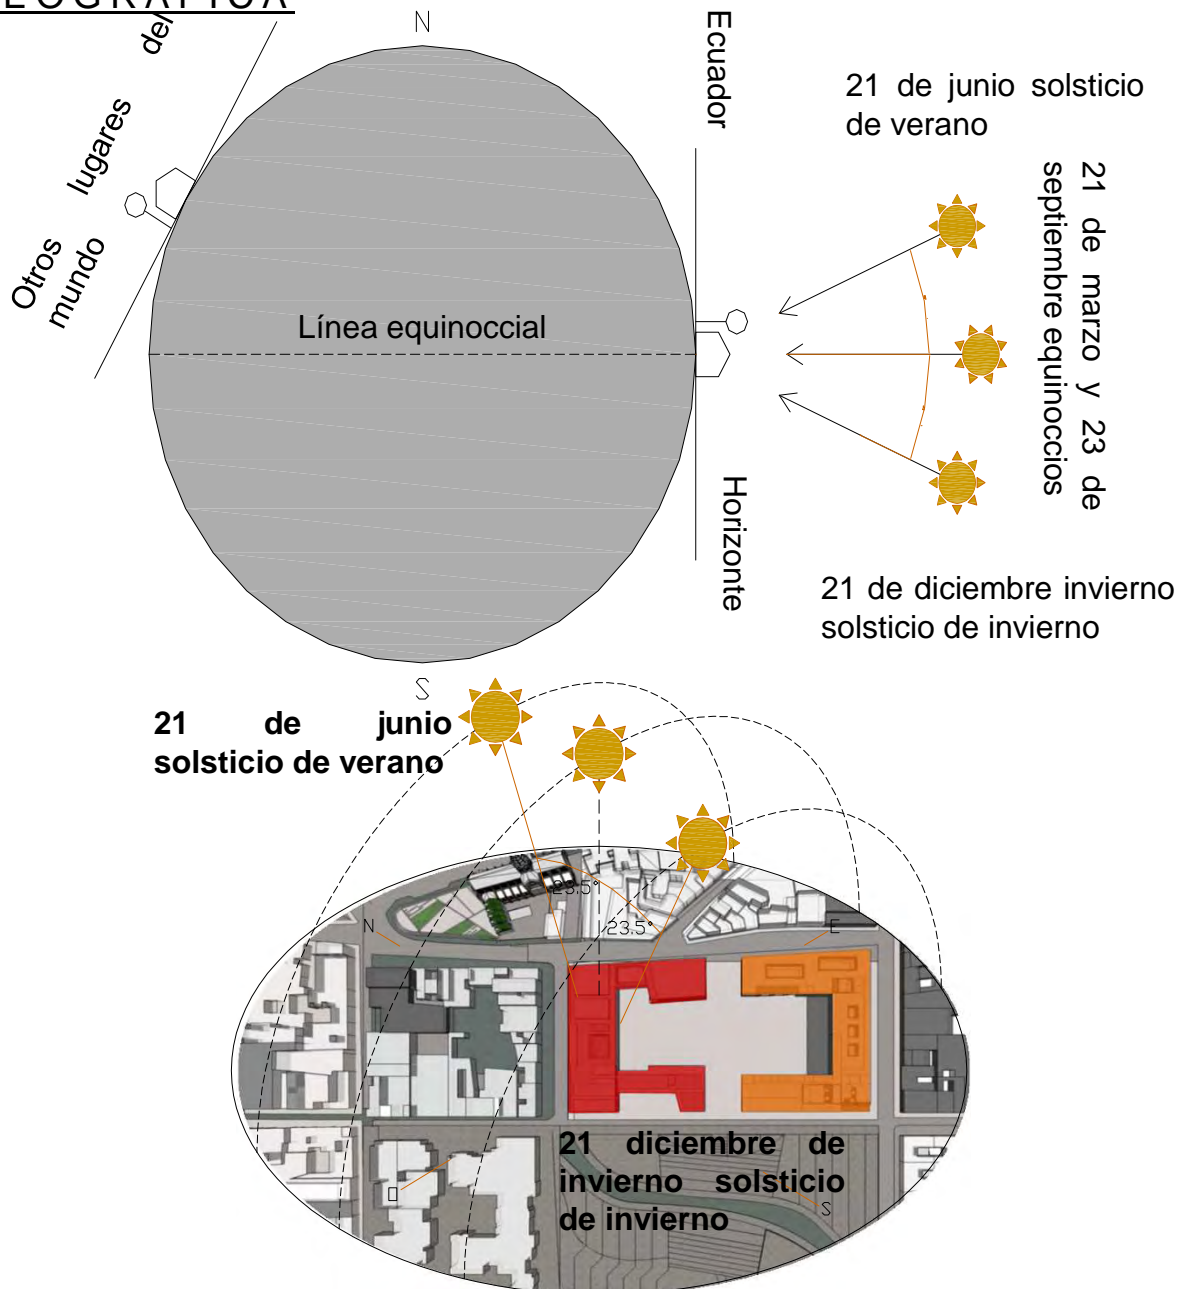 N
Ecuador
21 de junio solsticio
de verano
Otros lugares del
mundo
21 de marzo y 23 de
septiembre equinoccios
Línea equinoccial
Horizonte
21 de diciembre invierno
solsticio de invierno
S
21 de junio
solsticio de verano
23.5°
23.5°
N
E
21 diciembre de
invierno solsticio
de invierno
O
S